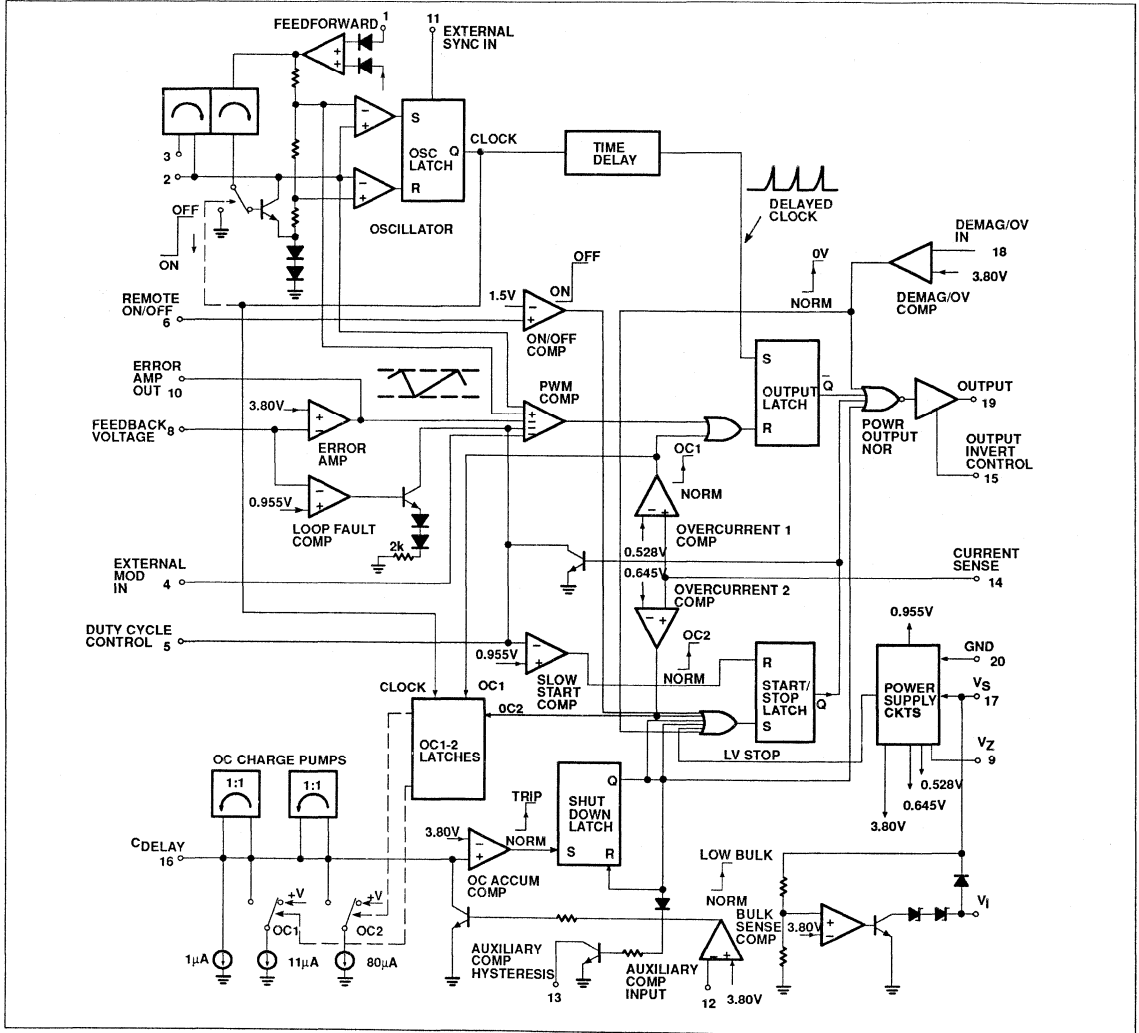 FEEDFORWARD
1
11
EXTERNAL
SYNC IN
3
2
S
OSC
LATCH
Q
R
CLOCK
TIME
DELAY
OSCILLATOR
DELAYED
CLOCK
OFF
ON
REMOTE
ON/OFF
6
1.5V
ON
OFF
ON/OFF
COMP
0V
NORM
DEMAG/OV
IN
18
3.80V
DEMAG/OV
COMP
ERROR
AMP
OUT
10
3.80V
FEEDBACK
VOLTAGE
8
ERROR
AMP
PWM
COMP
S
OUTPUT
LATCH
Q
R
POWR
OUTPUT
NOR
OUTPUT
19
OUTPUT
INVERT
CONTROL
15
0.955V
LOOP FAULT
COMP
2k
OC1
NORM
OVERCURRENT 1
COMP
0.528V
0.645V
OVERCURRENT 2
COMP
CURRENT
SENSE
14
EXTERNAL
MOD
IN
4
DUTY CYCLE
CONTROL
5
0.955V
SLOW
START
COMP
OC2
NORM
R
START/
STOP
LATCH
Q
S
0.955V
POWER
SUPPLY
CKTS
GND
20
VS
17
VZ
9
CLOCK
OC1
0C2
OC1-2
LATCHES
LV STOP
0.528V
0.645V
3.80V
OC CHARGE PUMPS
1:1
1:1
CDELAY
16
3.80V
TRIP
NORM
OC ACCUM
COMP
Q
SHUT
DOWN
LATCH
S
R
LOW BULK
NORM
BULK
SENSE
COMP
3.80V
VI
+V
OC1
+V
OC2
1μA
11μA
80μA
AUXILIARY
COMP
HYSTERESIS
13
AUXILIARY
COMP
INPUT
12
3.80V